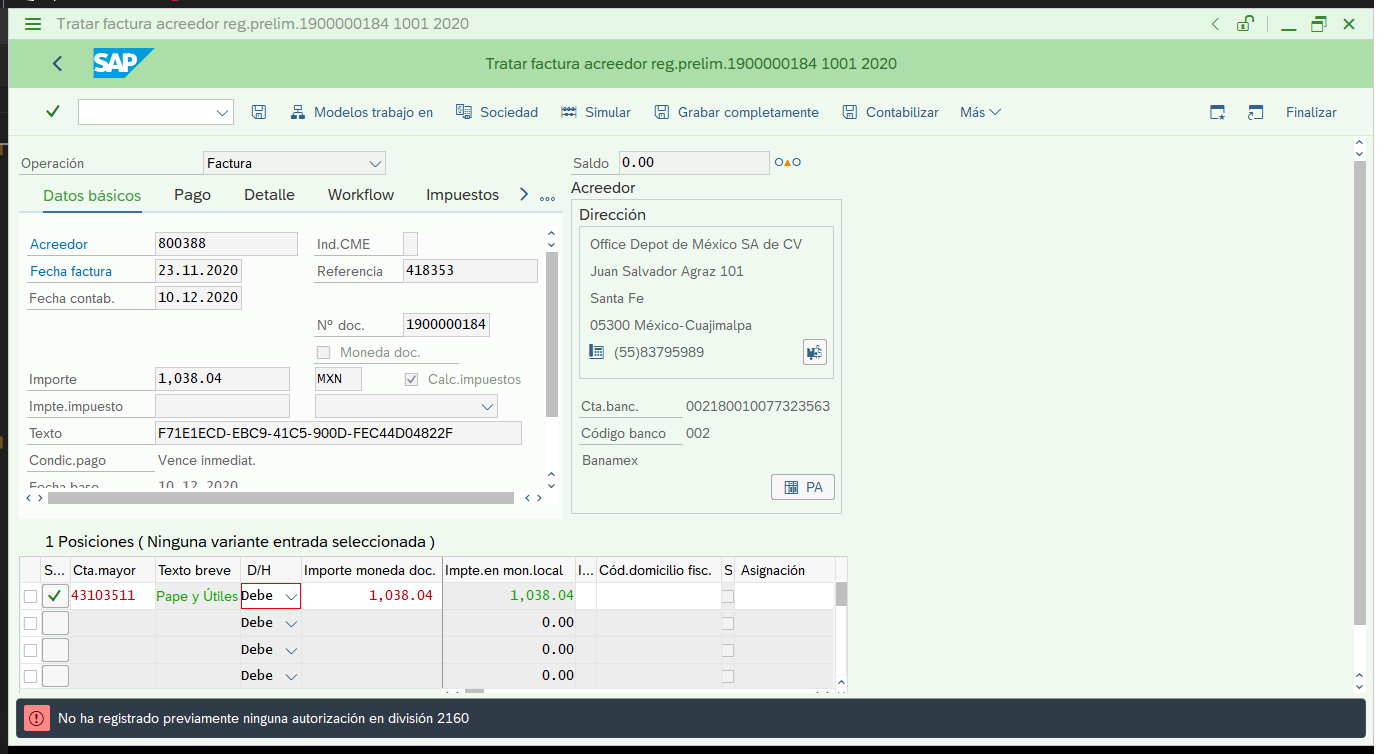 Tratar factura acreedor reg.prelim.1900000184 1001 2020
SAP
Tratar factura acreedor reg.prelim.1900000184 1001 2020
Modelos trabajo en
Sociedad
Simular
Grabar completamente
Contabilizar
Más
Finalizar
Operación Factura
Saldo 0.00
Datos básicos Pago Detalle Workflow Impuestos
Acreedor 800388 Ind.CME
Fecha factura 23.11.2020 Referencia 418353
Fecha contab. 10.12.2020
Nº doc. 1900000184
Moneda doc.
Importe 1,038.04 MXN Calc.impuestos
Impte.impuesto
Texto F71E1ECD-EBC9-41C5-900D-FEC44D04822F
Condic.pago Vence inmediat.
Fecha base 10.12.2020
Acreedor
Dirección
Office Depot de México SA de CV
Juan Salvador Agraz 101
Santa Fe
05300 México-Cuajimalpa
(55)83795989
Cta.banc. 002180010077323563
Código banco 002
Banamex
PA
1 Posiciones ( Ninguna variante entrada seleccionada )
S... Cta.mayor Texto breve D/H Importe moneda doc. Impte.en mon.local I... Cód.domicilio fisc. S Asignación
43103511 Pape y Útiles Debe 1,038.04 1,038.04
Debe 0.00
Debe 0.00
Debe 0.00
No ha registrado previamente ninguna autorización en división 2160